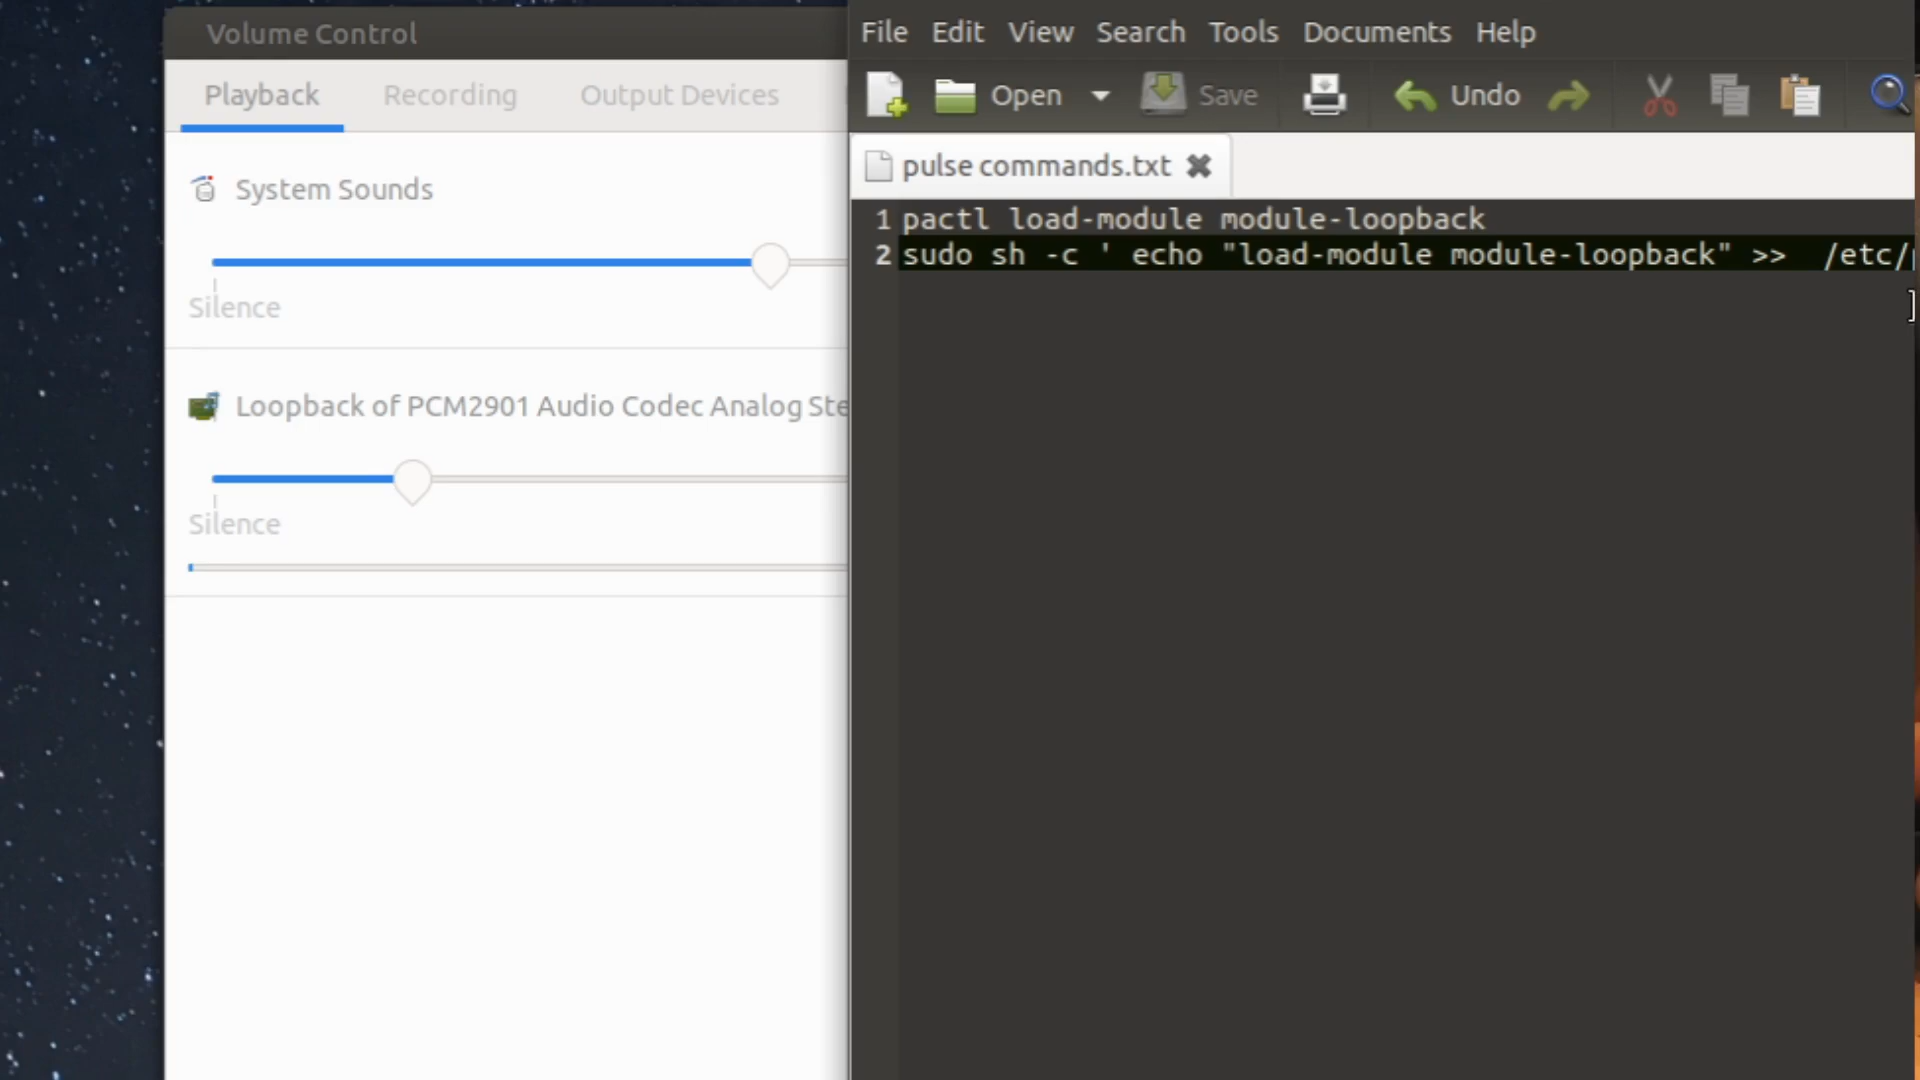 Volume Control
Playback Recording Output Devices
System Sounds
Silence
Loopback of PCM2901 Audio Codec Analog Ste
Silence
File Edit View Search Tools Documents Help
Open Save Undo
pulse commands.txt
1 pactl load-module module-loopback
2 sudo sh -c ' echo "load-module module-loopback" >>  /etc/